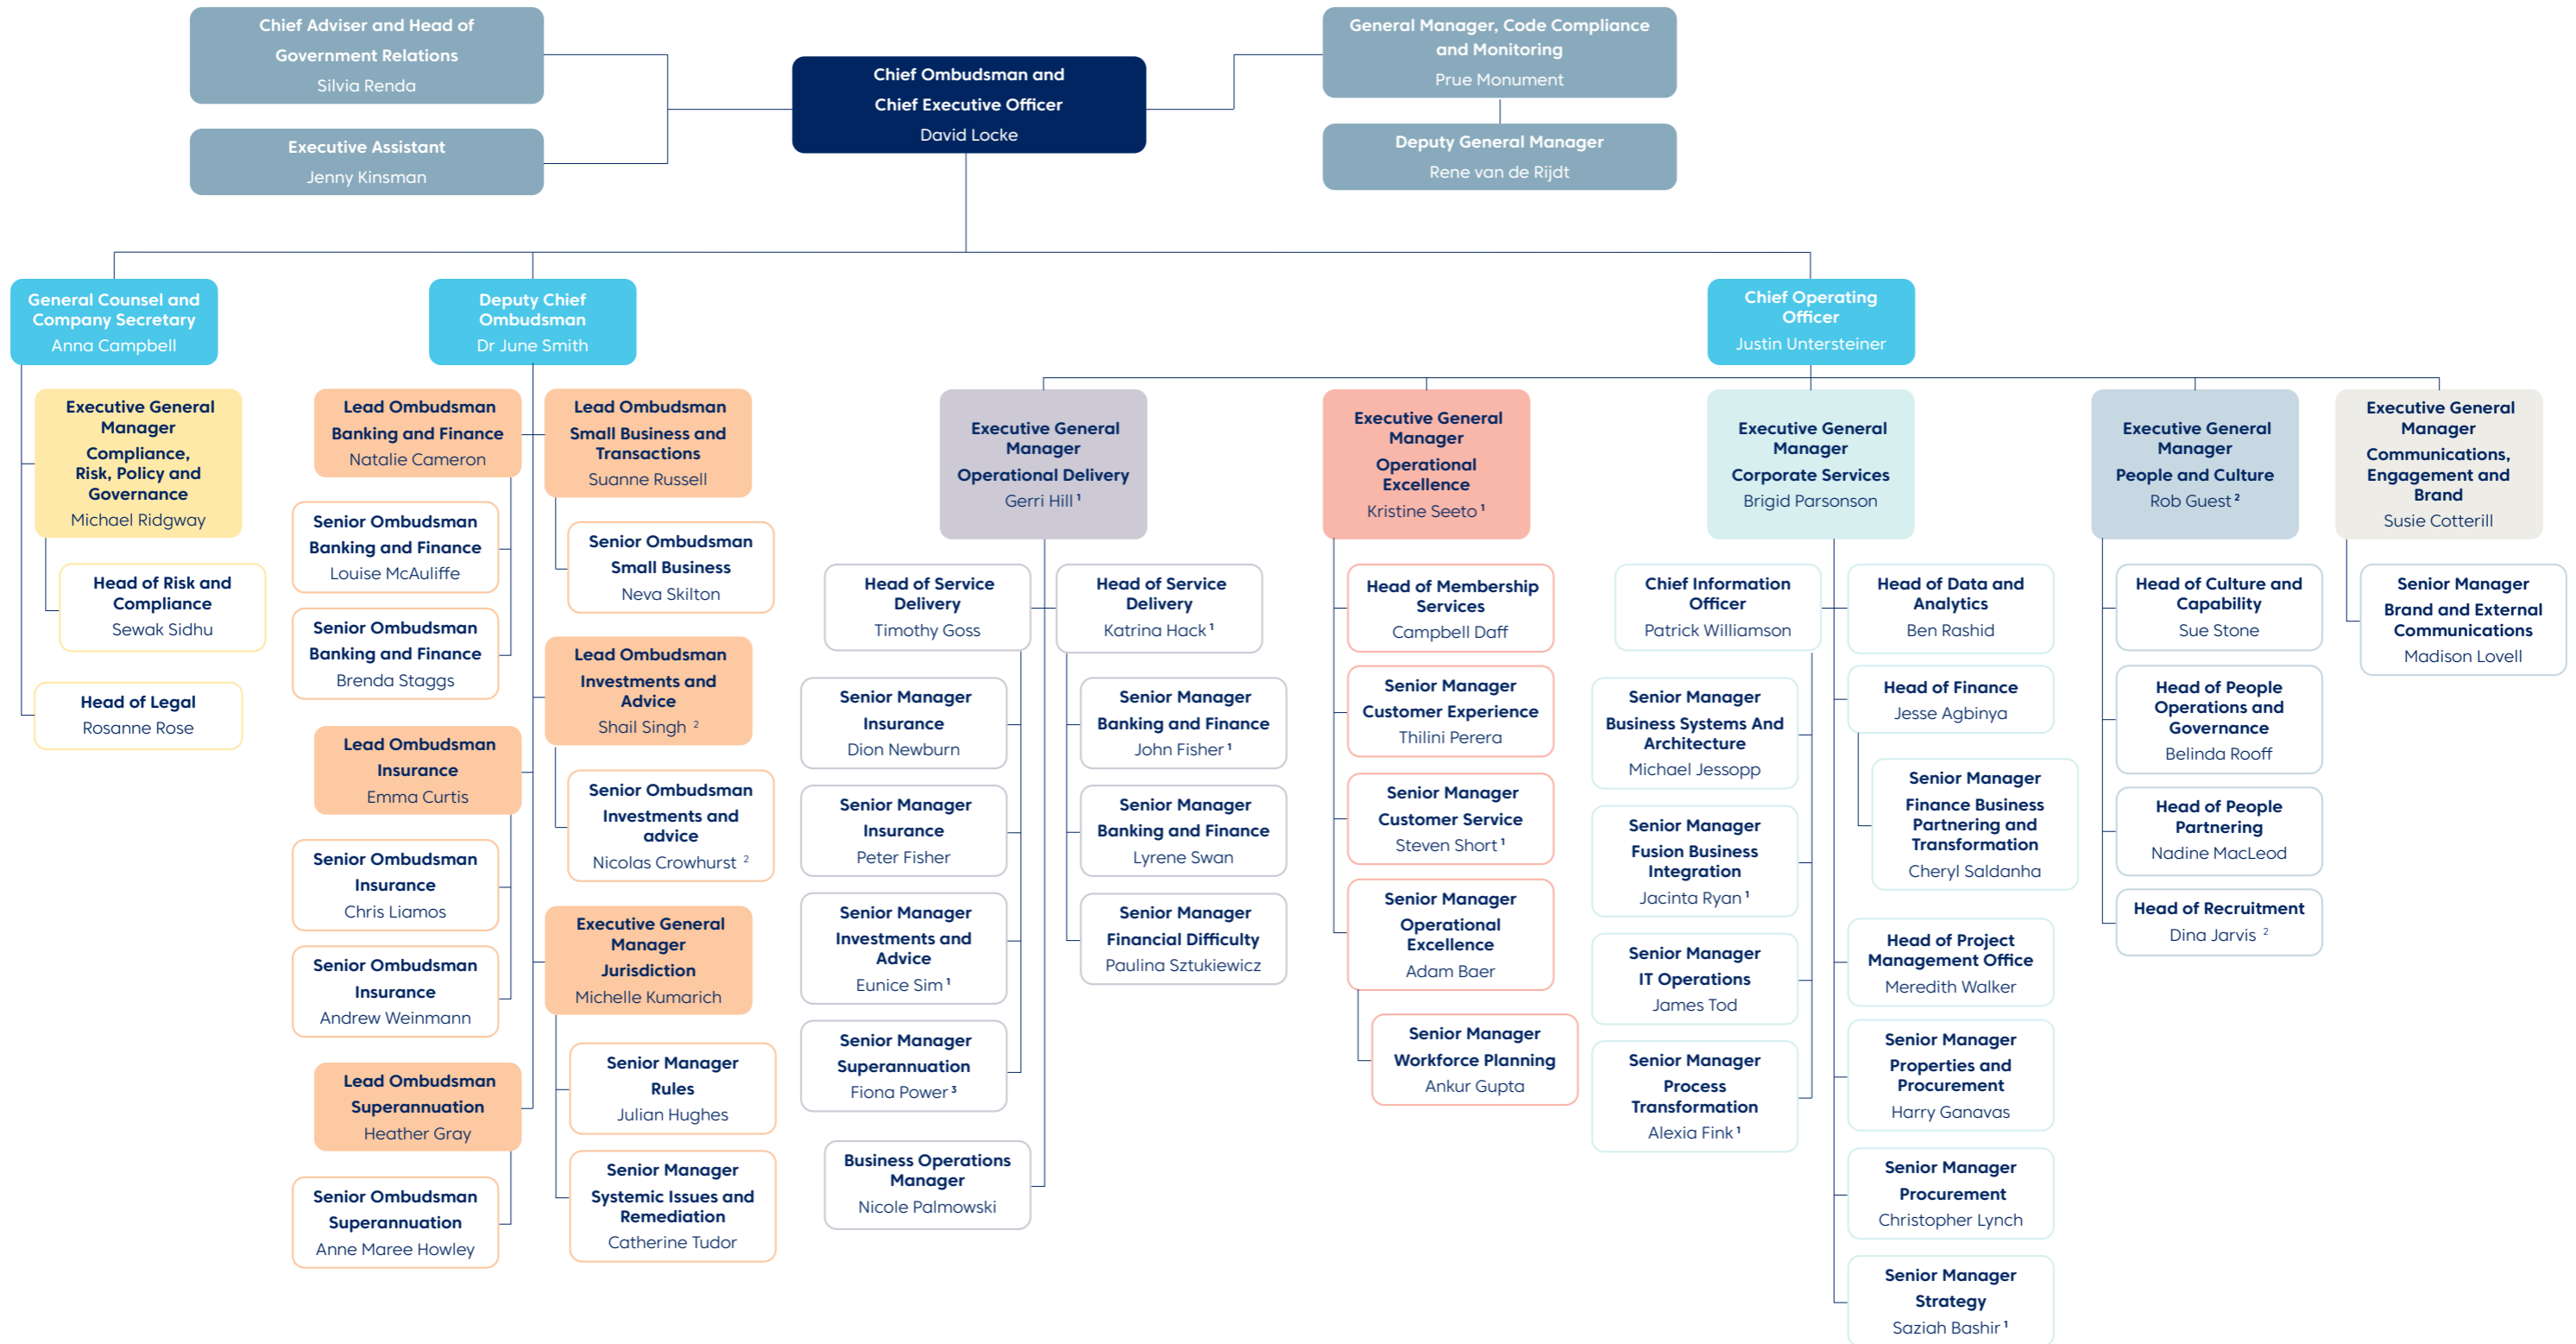 Chief Adviser and Head of
Government Relations
Silvia Renda
Executive Assistant
Jenny Kinsman
Chief Ombudsman and
Chief Executive Officer
David Locke
General Manager, Code Compliance
and Monitoring
Prue Monument
Deputy General Manager
Rene van de Rijdt
General Counsel and
Company Secretary
Anna Campbell
Executive General
Manager
Compliance,
Risk, Policy and
Governance
Michael Ridgway
Head of Risk and
Compliance
Sewak Sidhu
Head of Legal
Rosanne Rose
Deputy Chief
Ombudsman
Dr June Smith
Lead Ombudsman
Banking and Finance
Natalie Cameron
Senior Ombudsman
Banking and Finance
Louise McAuliffe
Senior Ombudsman
Banking and Finance
Brenda Staggs
Lead Ombudsman
Insurance
Emma Curtis
Senior Ombudsman
Insurance
Chris Liamos
Senior Ombudsman
Insurance
Andrew Weinmann
Lead Ombudsman
Superannuation
Heather Gray
Senior Ombudsman
Superannuation
Anne Maree Howley
Lead Ombudsman
Small Business and
Transactions
Suanne Russell
Senior Ombudsman
Small Business
Neva Skilton
Lead Ombudsman
Investments and
Advice
Shail Singh 2
Senior Ombudsman
Investments and
advice
Nicolas Crowhurst 2
Executive General
Manager
Jurisdiction
Michelle Kumarich
Senior Manager
Rules
Julian Hughes
Senior Manager
Systemic Issues and
Remediation
Catherine Tudor
Chief Operating
Officer
Justin Untersteiner
Executive General
Manager
Operational Delivery
Gerri Hill 1
Head of Service
Delivery
Timothy Goss
Senior Manager
Insurance
Dion Newburn
Senior Manager
Insurance
Peter Fisher
Senior Manager
Investments and
Advice
Eunice Sim 1
Senior Manager
Superannuation
Fiona Power 3
Business Operations
Manager
Nicole Palmowski
Head of Service
Delivery
Katrina Hack 1
Senior Manager
Banking and Finance
John Fisher 1
Senior Manager
Banking and Finance
Lyrene Swan
Senior Manager
Financial Difficulty
Paulina Sztukiewicz
Executive General
Manager
Operational
Excellence
Kristine Seeto 1
Head of Membership
Services
Campbell Daff
Senior Manager
Customer Experience
Thilini Perera
Senior Manager
Customer Service
Steven Short 1
Senior Manager
Operational
Excellence
Adam Baer
Senior Manager
Workforce Planning
Ankur Gupta
Executive General
Manager
Corporate Services
Brigid Parsonson
Chief Information
Officer
Patrick Williamson
Senior Manager
Business Systems And
Architecture
Michael Jessopp
Senior Manager
Fusion Business
Integration
Jacinta Ryan 1
Senior Manager
IT Operations
James Tod
Senior Manager
Process
Transformation
Alexia Fink 1
Head of Data and
Analytics
Ben Rashid
Head of Finance
Jesse Agbinya
Senior Manager
Finance Business
Partnering and
Transformation
Cheryl Saldanha
Head of Project
Management Office
Meredith Walker
Senior Manager
Properties and
Procurement
Harry Ganavas
Senior Manager
Procurement
Christopher Lynch
Senior Manager
Strategy
Saziah Bashir 1
Executive General
Manager
People and Culture
Rob Guest 2
Head of Culture and
Capability
Sue Stone
Head of People
Operations and
Governance
Belinda Rooff
Head of People
Partnering
Nadine MacLeod
Head of Recruitment
Dina Jarvis 2
Executive General
Manager
Communications,
Engagement and
Brand
Susie Cotterill
Senior Manager
Brand and External
Communications
Madison Lovell